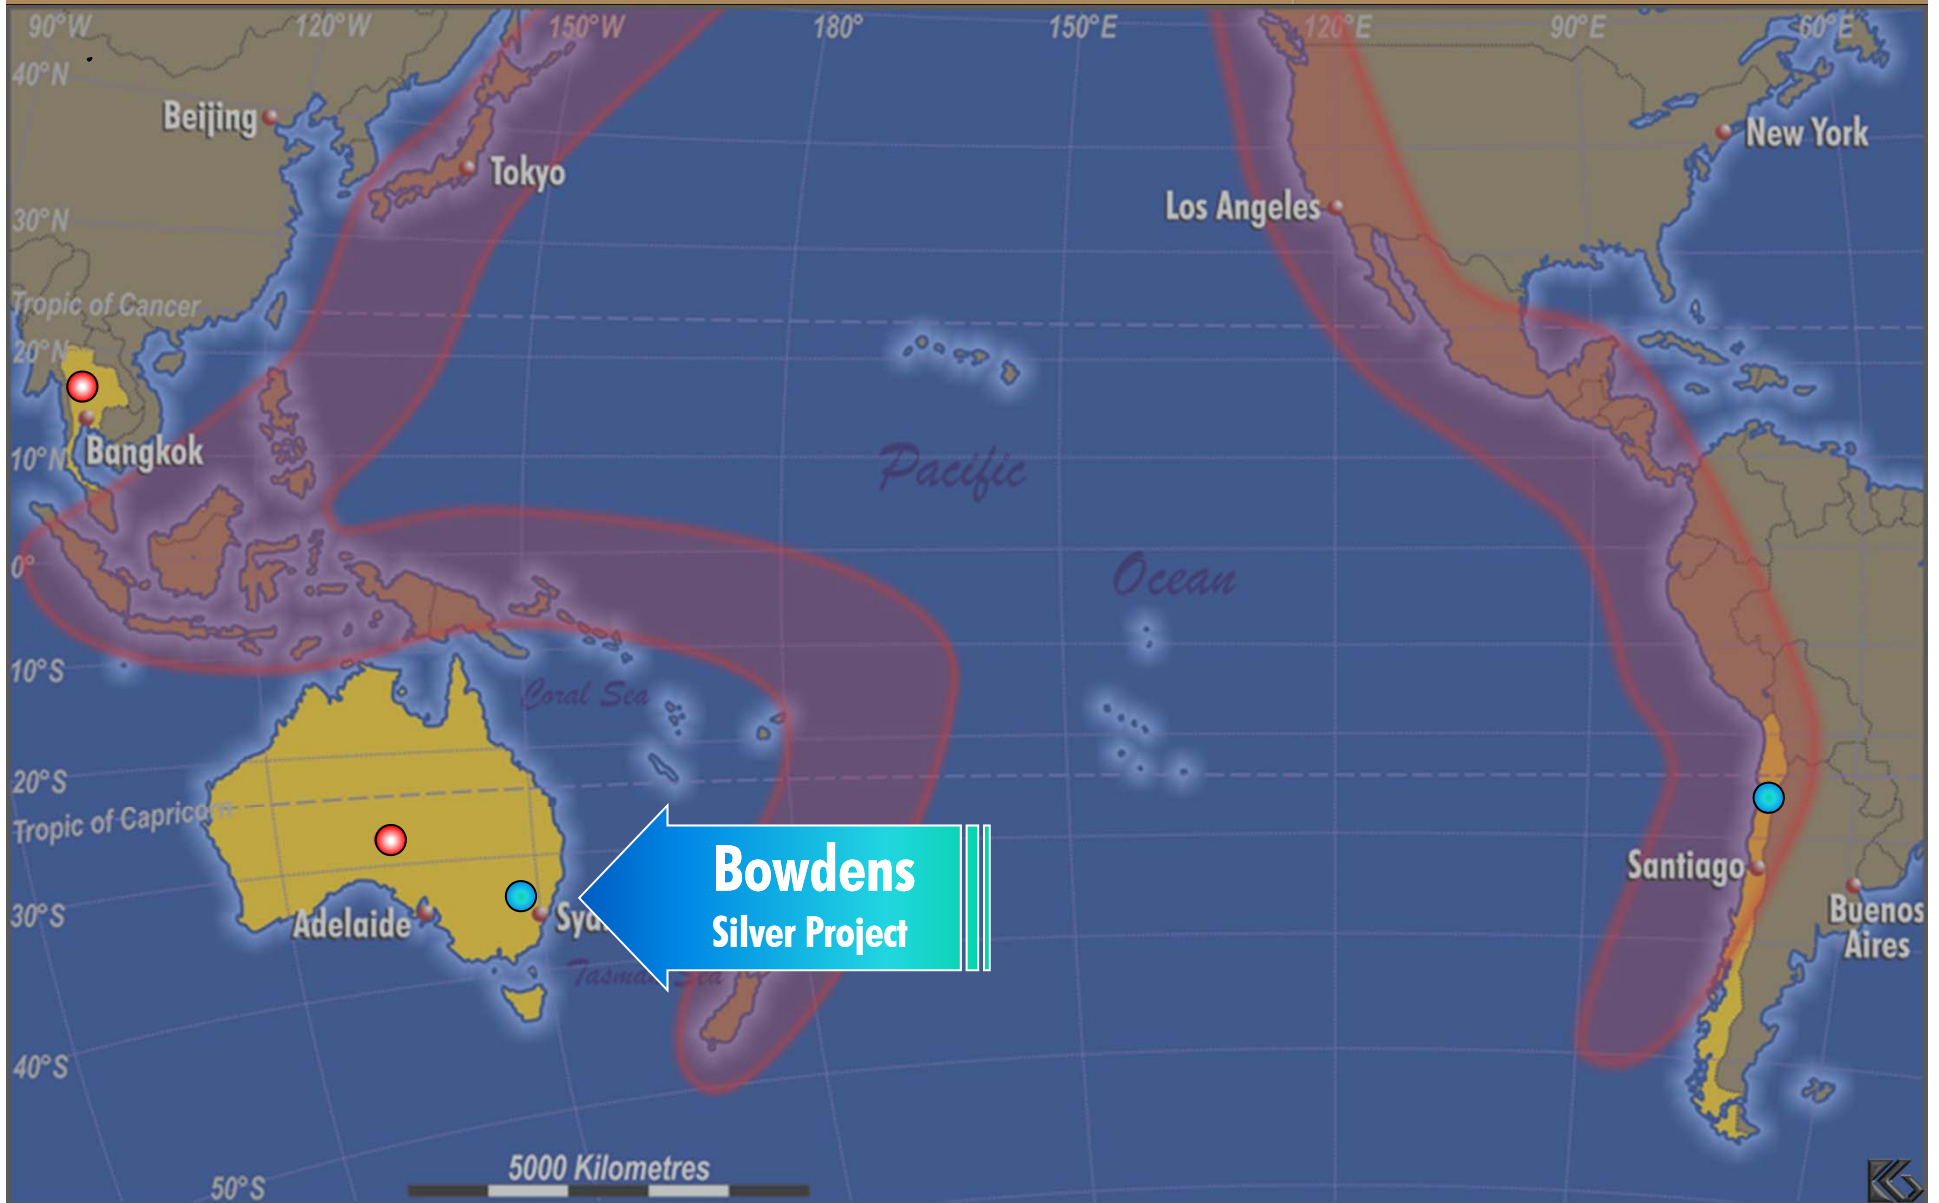 90°W
120°W
150°W
180°
150°E
120°E
90°E
60°E
40°N
Beijing
New York
Tokyo
Los Angeles
30°N
Tropic of Cancer
20°N
Bangkok
10°N
Pacific
Ocean
0°
10°S
Coral Sea
20°S
Tropic of Capricorn
Bowdens
Silver Project
Santiago
30°S
Adelaide
Syd
Buenos
Aires
Tasman Sea
40°S
5000 Kilometres
50°S